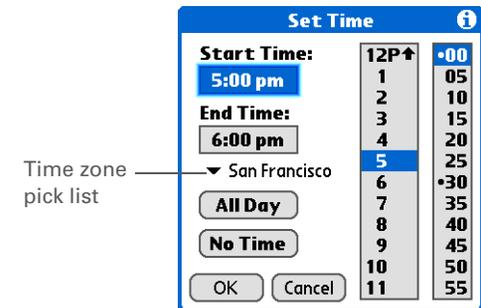 Set Time
Start Time:
5:00 pm
End Time:
6:00 pm
San Francisco
All Day
No Time
OK
Cancel
12P
1
2
3
4
5
6
7
8
9
10
11
•00
05
10
15
20
25
•30
35
40
45
50
55
Time zone
pick list